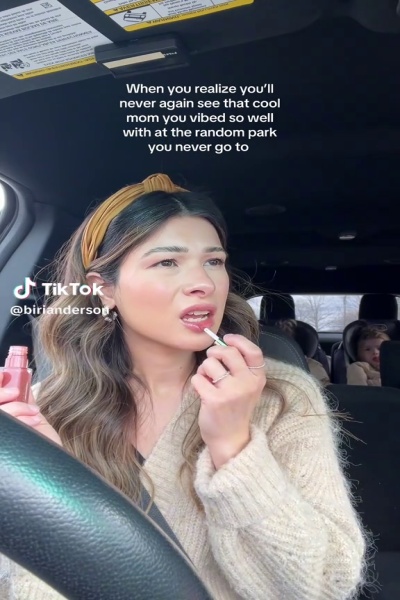 When you realize you'll
never again see that cool
mom you vibed so well
with at the random park
you never go to
TikTok
@birianderson